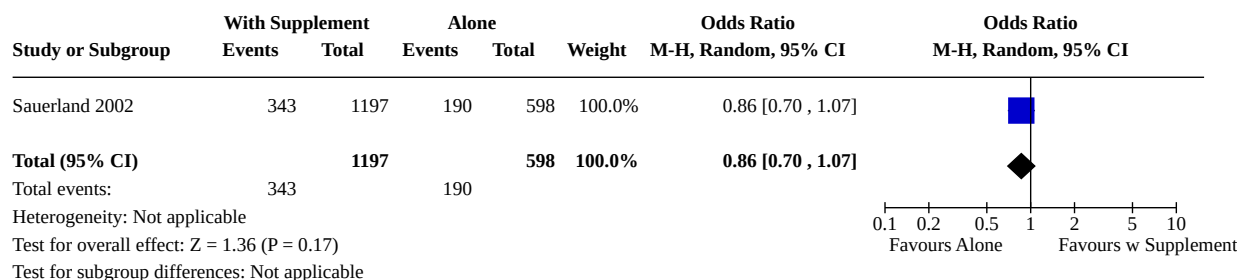 With Supplement Alone Odds Ratio Odds Ratio
Study or Subgroup Events Total Events Total Weight M-H, Random, 95% CI M-H, Random, 95% CI
Sauerland 2002 343 1197 190 598 100.0% 0.86 [0.70 , 1.07]
Total (95% CI) 1197 598 100.0% 0.86 [0.70 , 1.07]
Total events: 343 190
Heterogeneity: Not applicable
0.1 0.2 0.5 1 2 5 10
Test for overall effect: Z = 1.36 (P = 0.17) Favours Alone Favours w Supplement
Test for subgroup differences: Not applicable